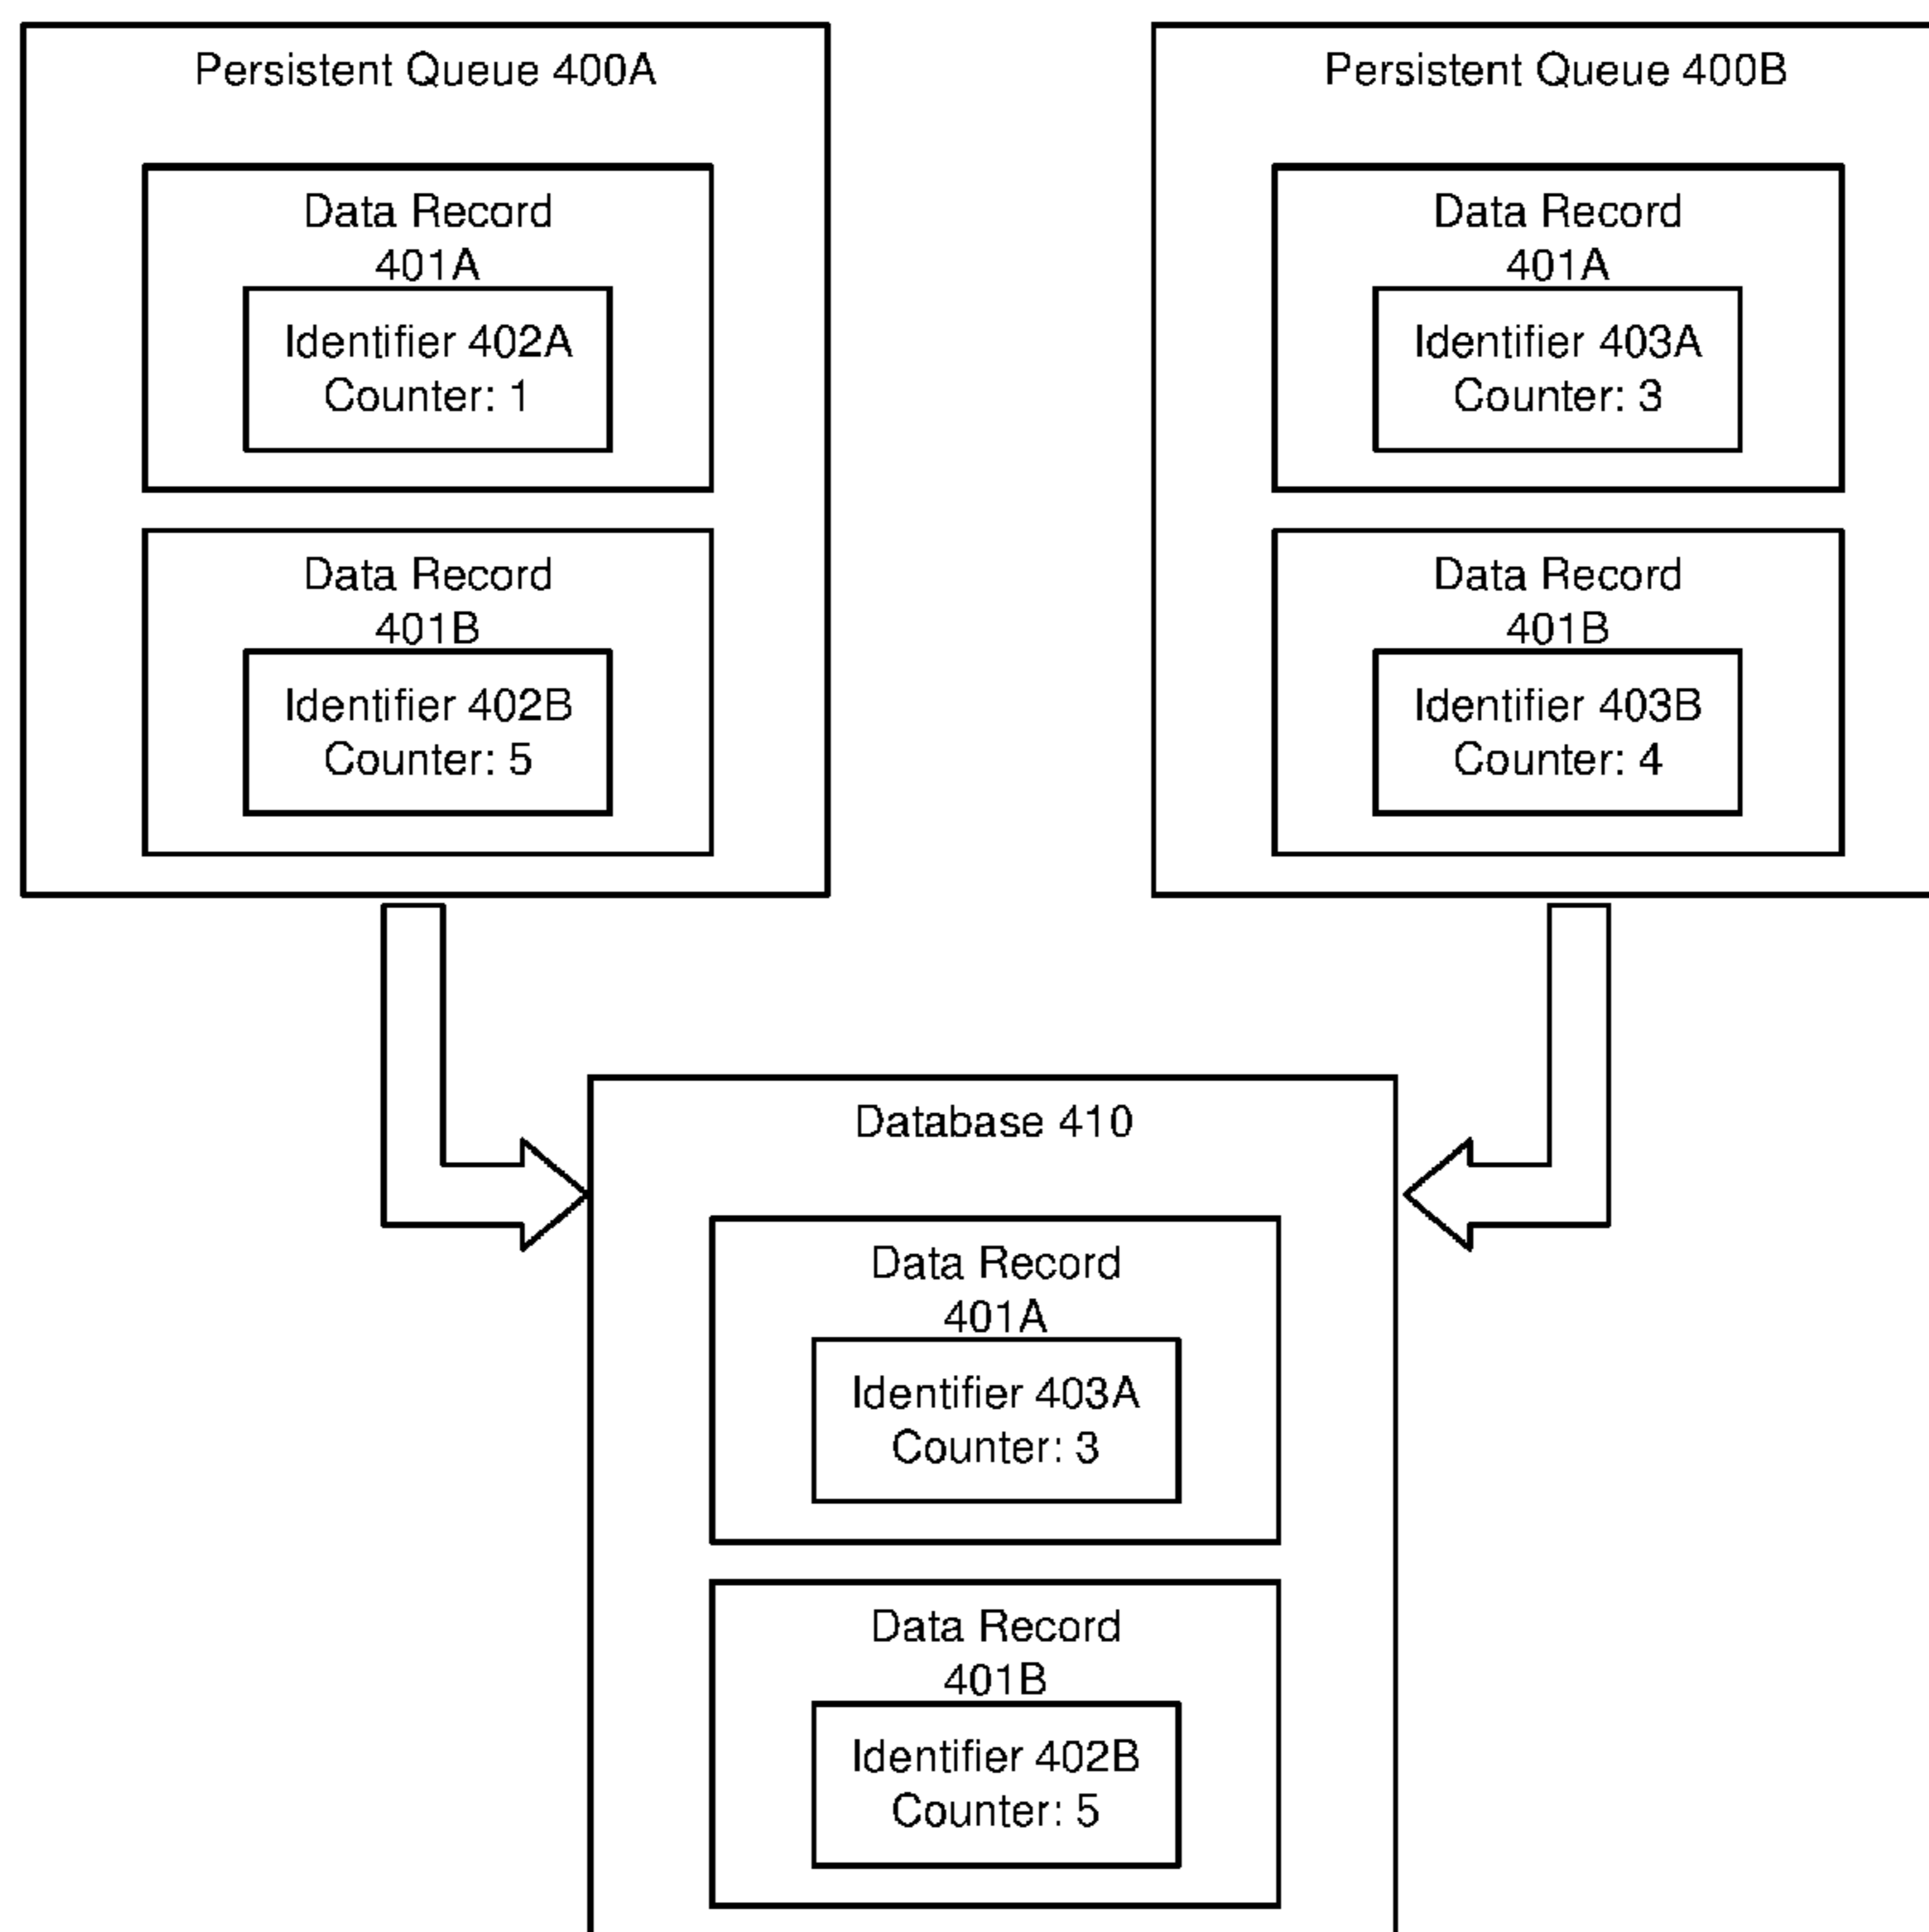 Persistent Queue 400A
Data Record
401A
Identifier 402A
Counter: 1
Data Record
401B
Identifier 402B
Counter: 5
Persistent Queue 400B
Data Record
401A
Identifier 403A
Counter: 3
Data Record
401B
Identifier 403B
Counter: 4
Database 410
Data Record
401A
Identifier 403A
Counter: 3
Data Record
401B
Identifier 402B
Counter: 5